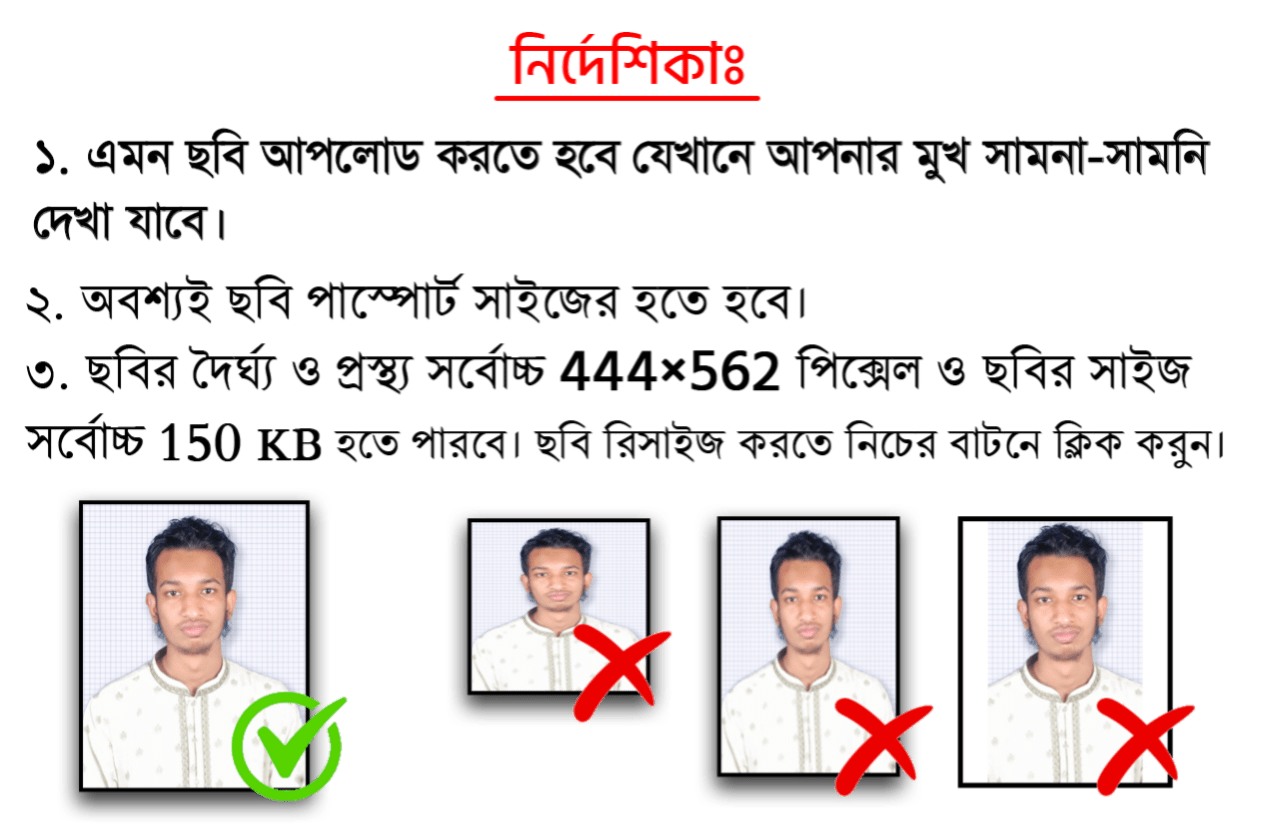 নির্দেশিকাঃ
১. এমন ছবি আপলোড করতে হবে যেখানে আপনার মুখ সামনা-সামনি
দেখা যাবে।
২. অবশ্যই ছবি পাস্পোর্ট সাইজের হতে হবে।
৩. ছবির দৈর্ঘ্য ও প্রস্থ্য সর্বোচ্চ 444×562 পিক্সেল ও ছবির সাইজ
সর্বোচ্চ 150 KB হতে পারবে। ছবি রিসাইজ করতে নিচের বাটনে ক্লিক করুন।